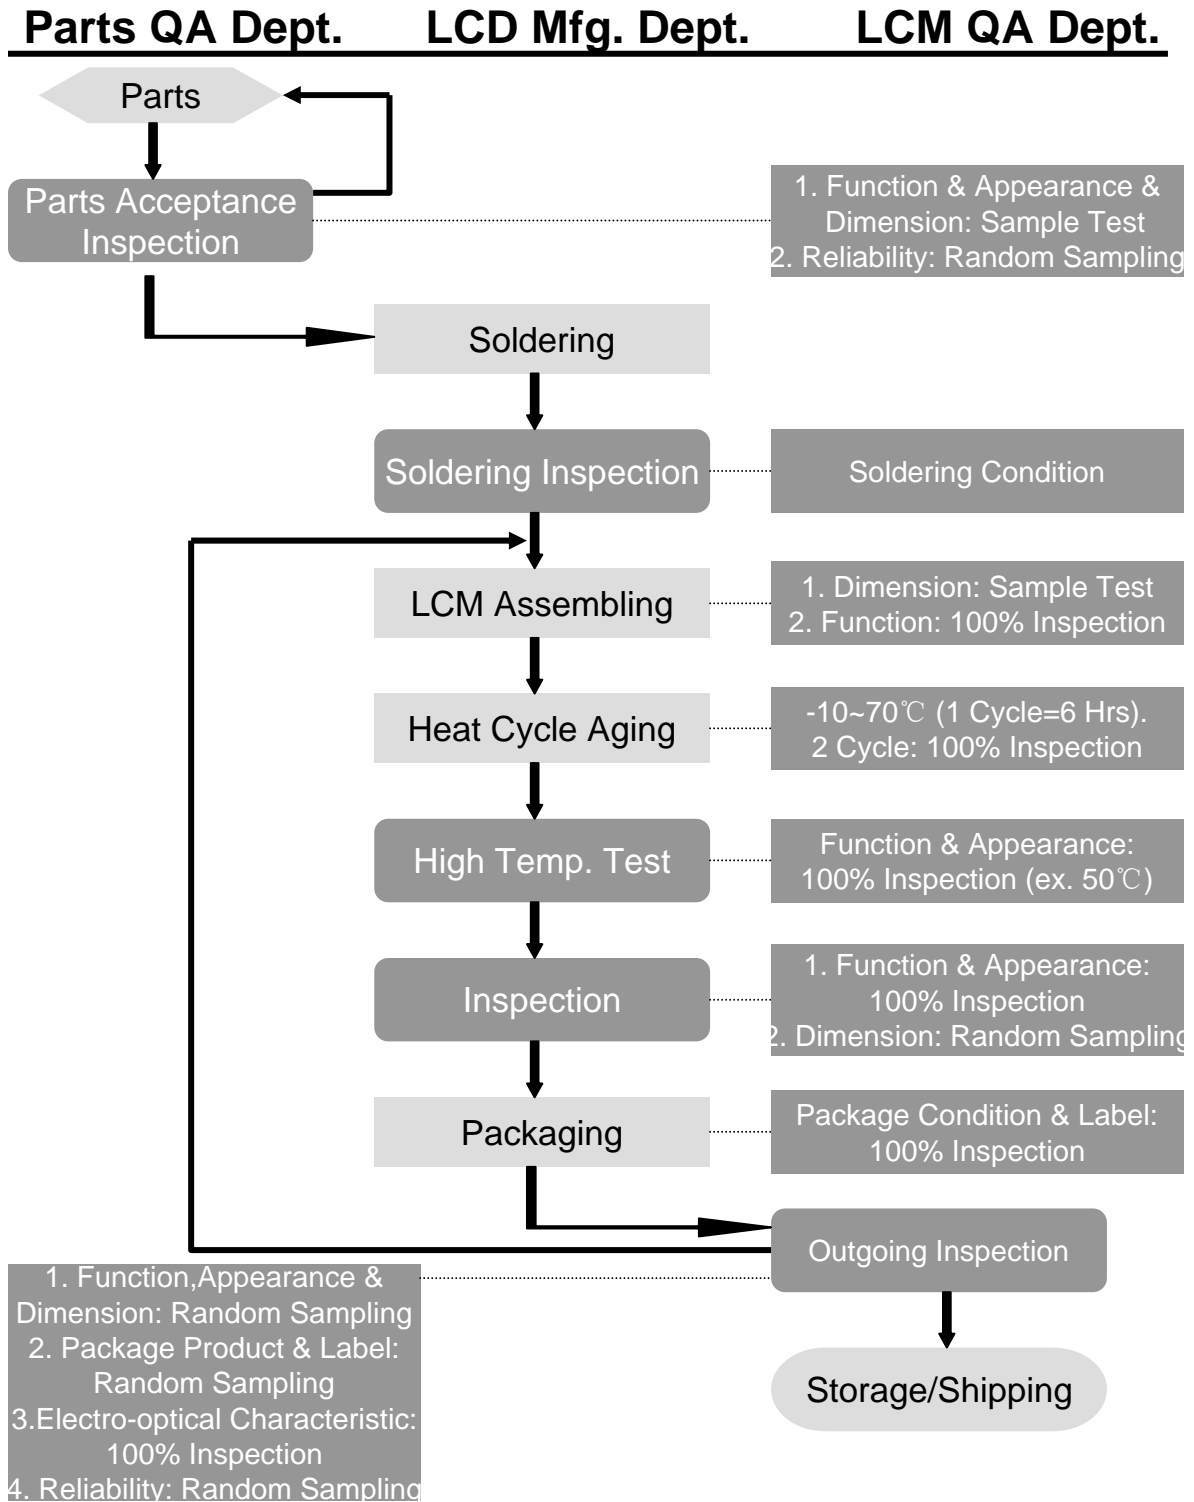 Parts QA Dept.
LCD Mfg. Dept.
LCM QA Dept.
Parts
Parts Acceptance
Inspection
1. Function & Appearance &
Dimension: Sample Test
2. Reliability: Random Sampling
Soldering
Soldering Inspection
Soldering Condition
LCM Assembling
1. Dimension: Sample Test
2. Function: 100% Inspection
Heat Cycle Aging
-10~70℃ (1 Cycle=6 Hrs).
2 Cycle: 100% Inspection
High Temp. Test
Function & Appearance:
100% Inspection (ex. 50℃)
Inspection
1. Function & Appearance:
100% Inspection
2. Dimension: Random Sampling
Packaging
Package Condition & Label:
100% Inspection
Outgoing Inspection
1. Function,Appearance &
Dimension: Random Sampling
2. Package Product & Label:
Random Sampling
3.Electro-optical Characteristic:
100% Inspection
4. Reliability: Random Sampling
Storage/Shipping